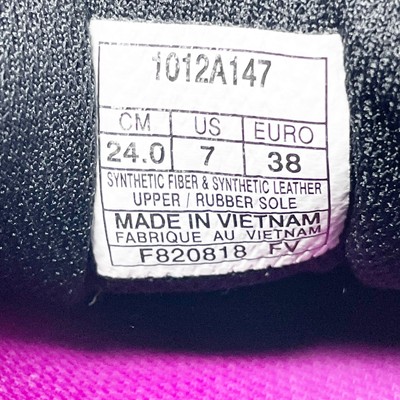 1012A147
CM US EURO
24.0 7 38
SYNTHETIC FIBER & SYNTHETIC LEATHER
UPPER / RUBBER SOLE
MADE IN VIETNAM
FABRIQUE AU VIETNAM
F820818 FV